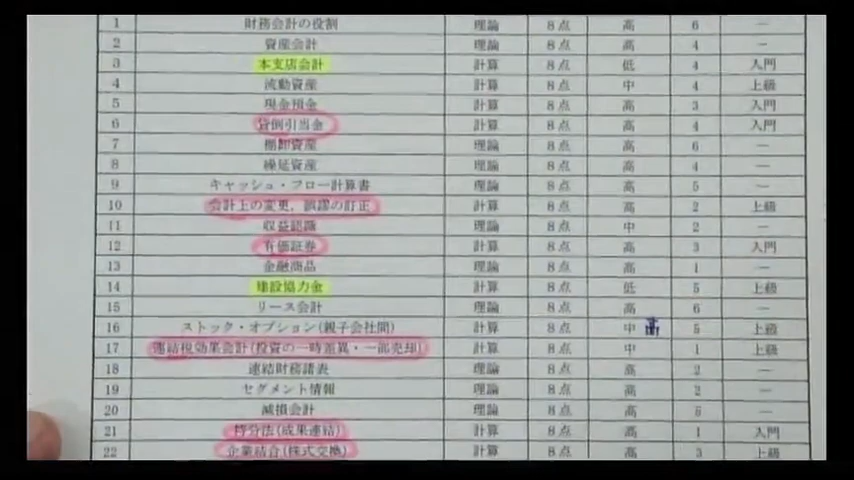 1 財務会計の役割 理論 8点 高 6 —
2 資産会計 理論 8点 高 4 —
3 本支店会計 計算 8点 低 4 入門
4 流動資産 計算 8点 中 4 上級
5 現金預金 計算 8点 高 3 入門
6 貸倒引当金 計算 8点 高 4 入門
7 棚卸資産 理論 8点 高 6 —
8 繰延資産 理論 8点 高 4 —
9 キャッシュ・フロー計算書 理論 8点 高 5 —
10 会計上の変更、誤謬の訂正 計算 8点 高 2 上級
11 収益認識 理論 8点 中 2 —
12 有価証券 計算 8点 高 3 入門
13 金融商品 理論 8点 高 1 —
14 建設協力金 計算 8点 低 5 上級
15 リース会計 理論 8点 高 6 —
16 ストック・オプション(親子会社間) 計算 8点 中 高 5 上級
17 連結税効果会計(投資の一時差異・一部売却) 計算 8点 中 1 上級
18 連結財務諸表 理論 8点 高 2 —
19 セグメント情報 理論 8点 高 2 —
20 減損会計 理論 8点 高 —
21 持分法(成果連結) 計算 8点 高 1 入門
22 企業結合(株式交換) 計算 8点 高 3 上級